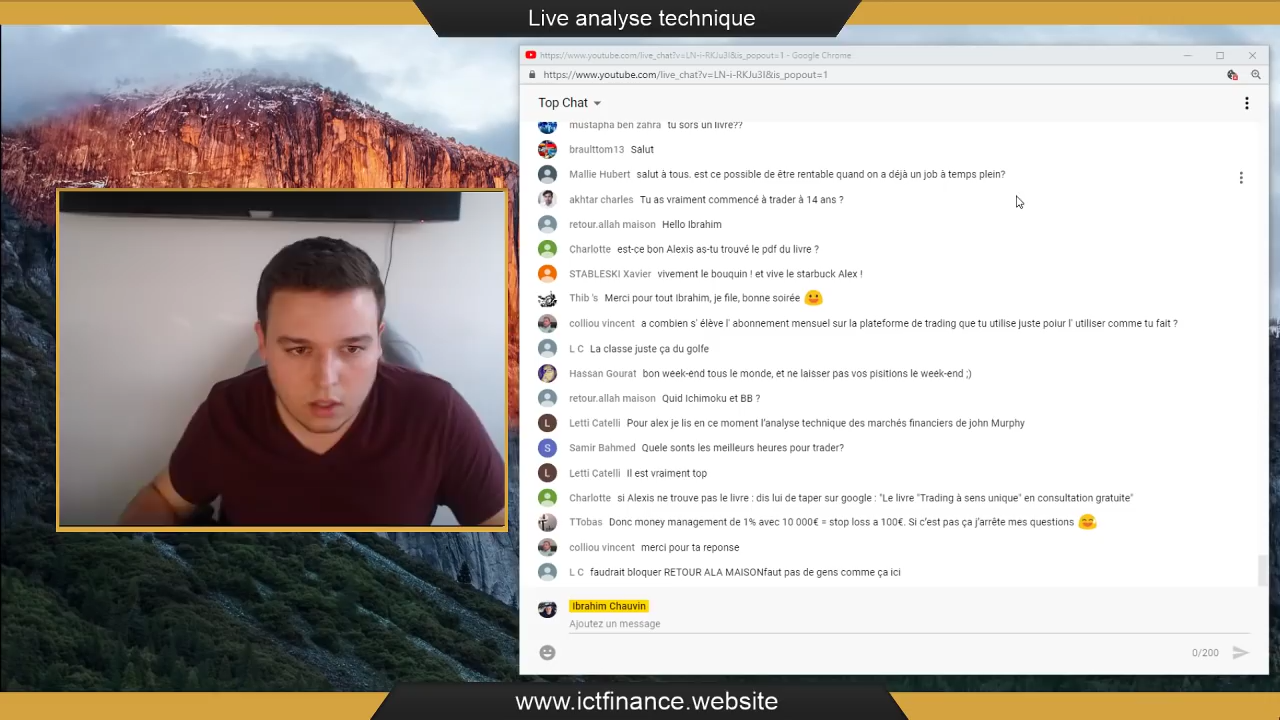 Live analyse technique
https://www.youtube.com/live_chat?v=LN-i-RKJu3I&is_popout=1 - Google Chrome
https://www.youtube.com/live_chat?v=LN-i-RKJu3I&is_popout=1
Top Chat
mustapha ben zahra tu sors un livre??
braulttom13 Salut
Mallie Hubert salut à tous. est ce possible de être rentable quand on a déjà un job à temps plein?
akhtar charles Tu as vraiment commencé à trader à 14 ans ?
retour.allah maison Hello Ibrahim
Charlotte est-ce bon Alexis as-tu trouvé le pdf du livre ?
STABLESKI Xavier vivement le bouquin ! et vive le starbuck Alex !
Thib 's Merci pour tout Ibrahim, je file, bonne soirée
colliou vincent a combien s' élève l' abonnement mensuel sur la plateforme de trading que tu utilise juste poiur l' utiliser comme tu fait ?
L C La classe juste ça du golfe
Hassan Gourat bon week-end tous le monde, et ne laisser pas vos pisitions le week-end ;)
retour.allah maison Quid Ichimoku et BB ?
L Letti Catelli Pour alex je lis en ce moment l'analyse technique des marchés financiers de john Murphy
S Samir Bahmed Quele sonts les meilleurs heures pour trader?
L Letti Catelli Il est vraiment top
Charlotte si Alexis ne trouve pas le livre : dis lui de taper sur google : "Le livre "Trading à sens unique" en consultation gratuite"
TTobas Donc money management de 1% avec 10 000€ = stop loss a 100€. Si c'est pas ça j'arrête mes questions
colliou vincent merci pour ta reponse
L C faudrait bloquer RETOUR ALA MAISONfaut pas de gens comme ça ici
Ibrahim Chauvin
Ajoutez un message
0/200
www.ictfinance.website